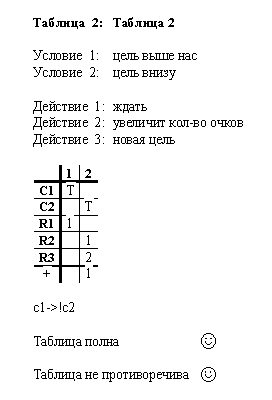 Таблица 2: Таблица 2
Условие 1: цель выше нас
Условие 2: цель внизу
Действие 1: ждать
Действие 2: увеличит кол-во очков
Действие 3: новая цель
1 2
C1 T
C2 T
R1 1
R2 1
R3 2
+ 1
c1->!c2
Таблица полна
Таблица не противоречива